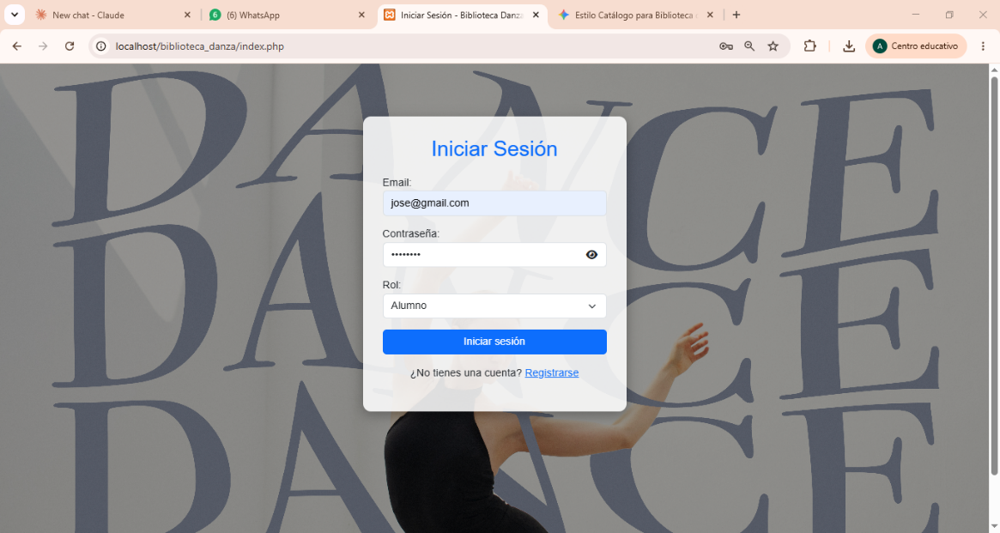 New chat - Claude
6
(6) WhatsApp
Iniciar Sesión - Biblioteca Danza
Estilo Catálogo para Biblioteca
localhost/biblioteca_danza/index.php
A
Centro educativo
DANCE
DANCE
DANCE
Iniciar Sesión
Email:
jose@gmail.com
Contraseña:
••••••••
Rol:
Alumno
Iniciar sesión
¿No tienes una cuenta? Registrarse